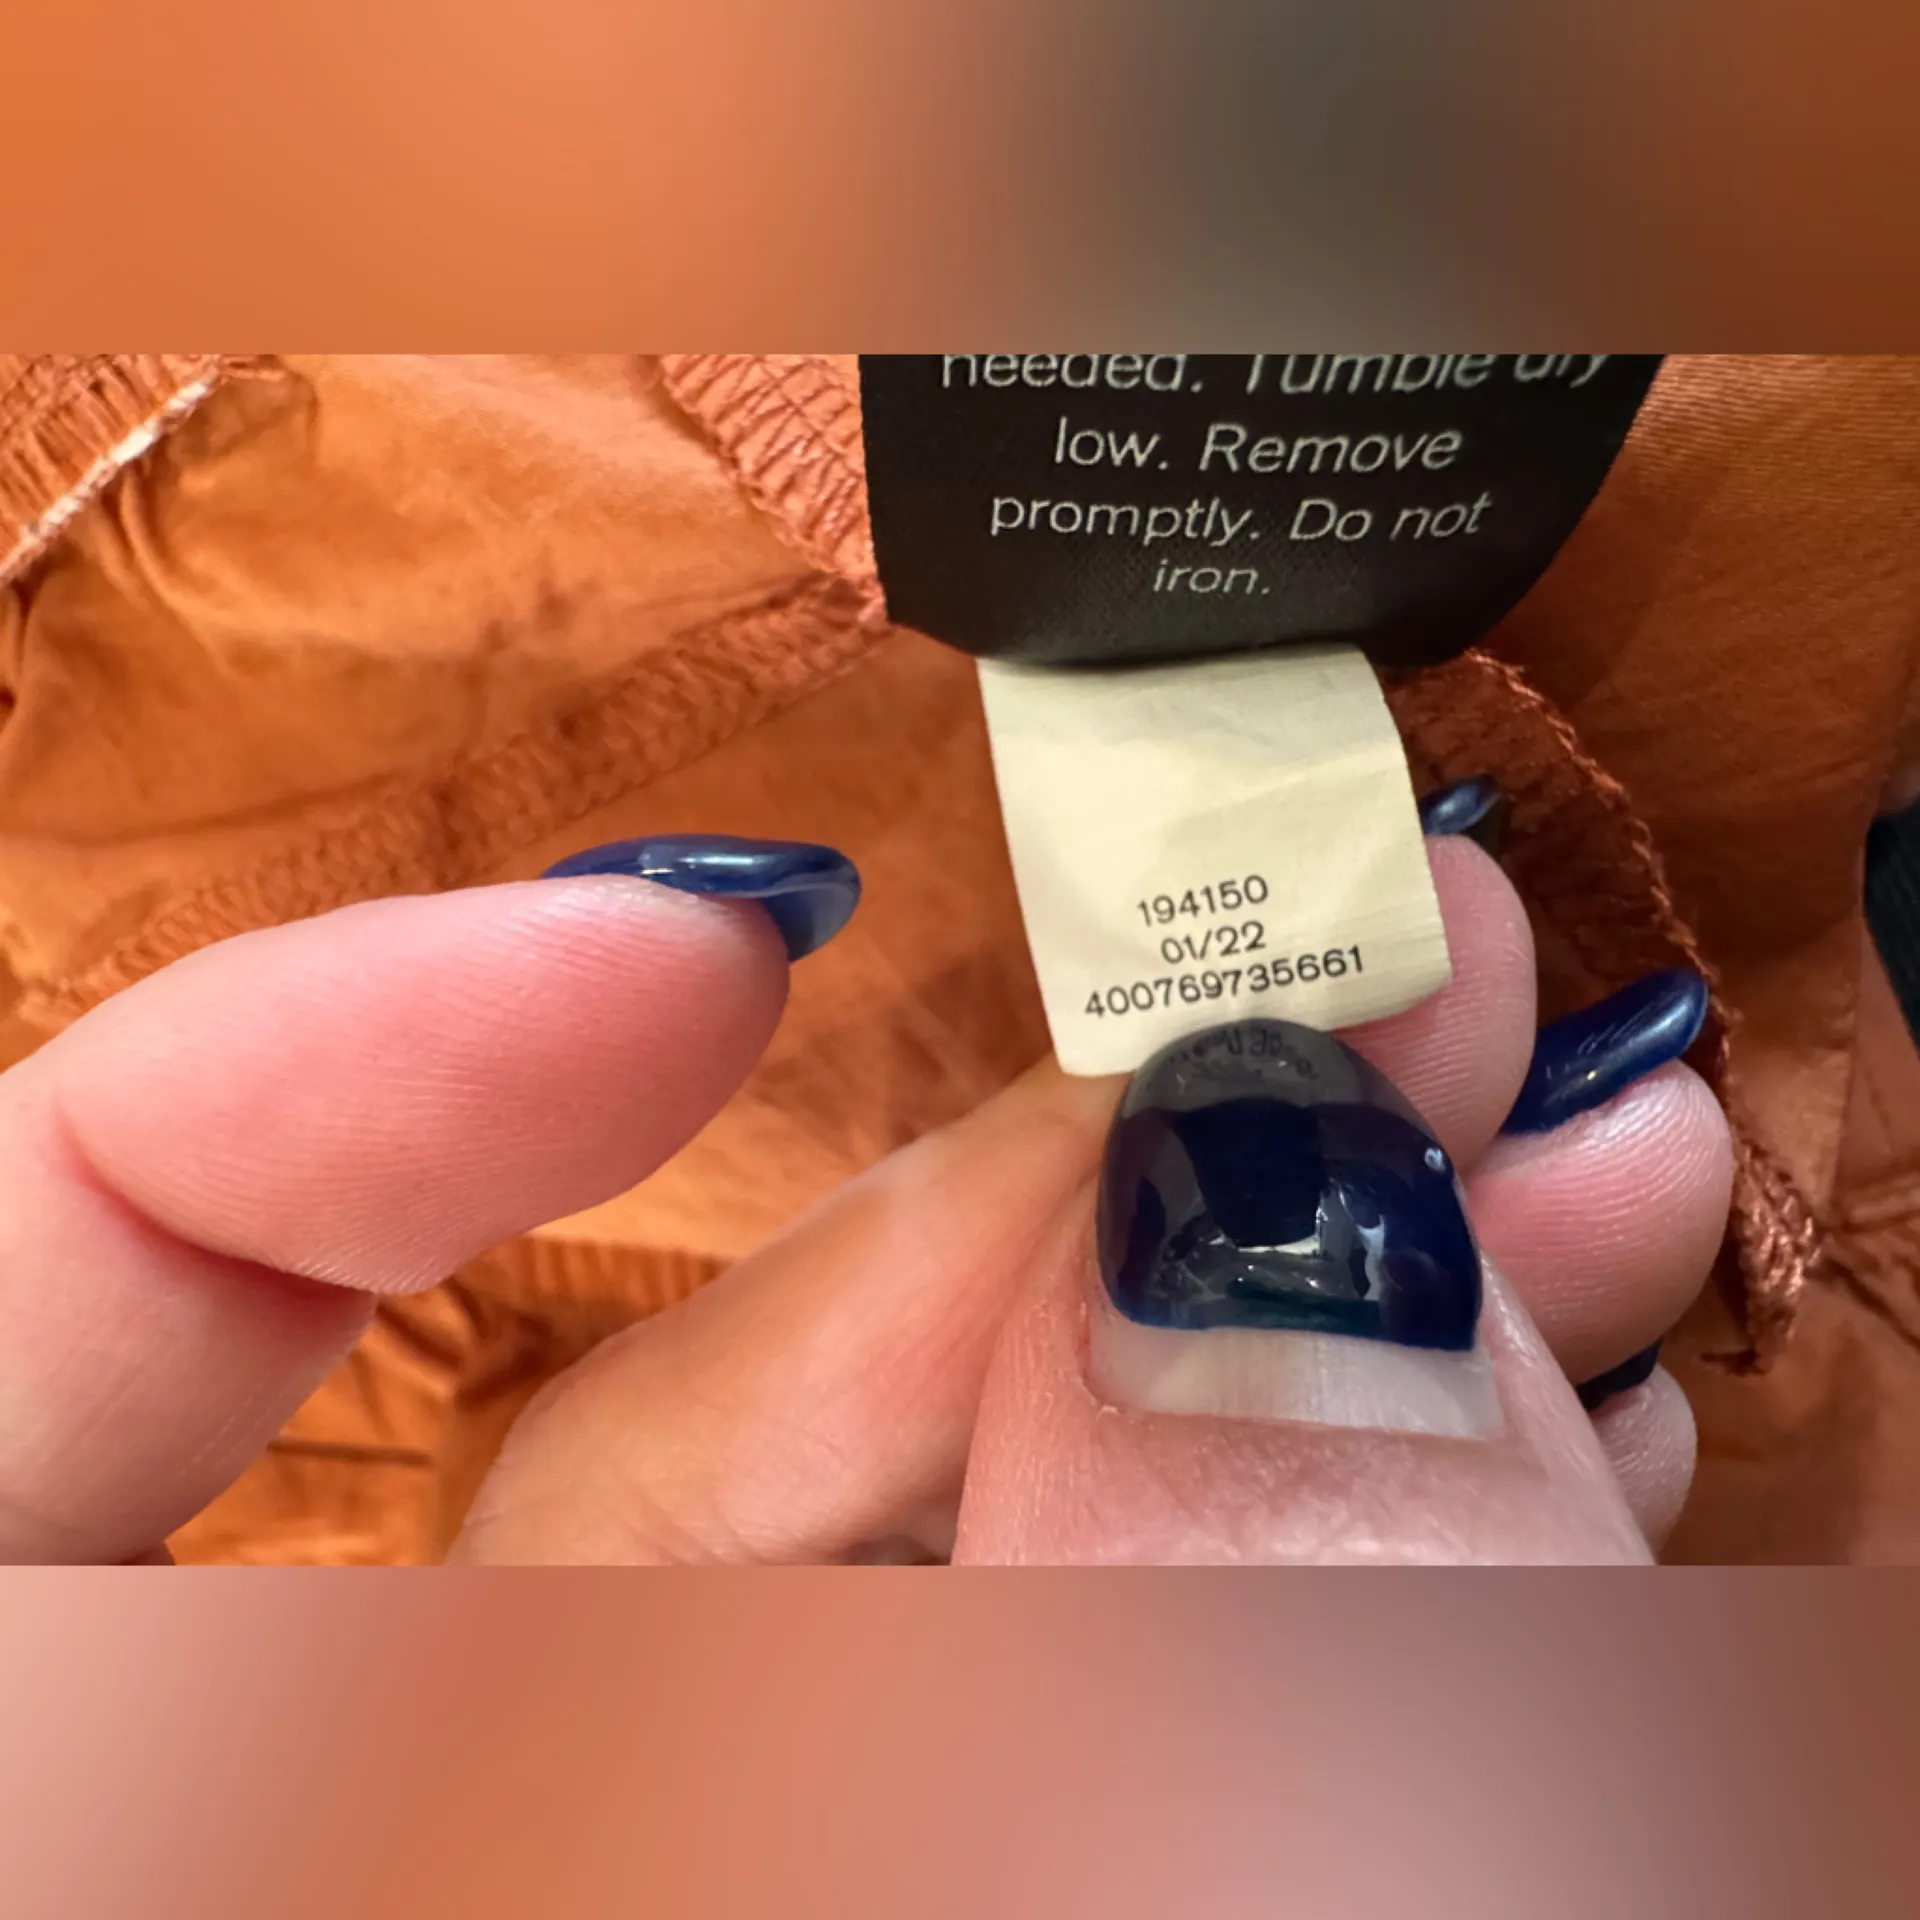 needed. Tumble dry
low. Remove
promptly. Do not
iron.
194150
01/22
400769735661